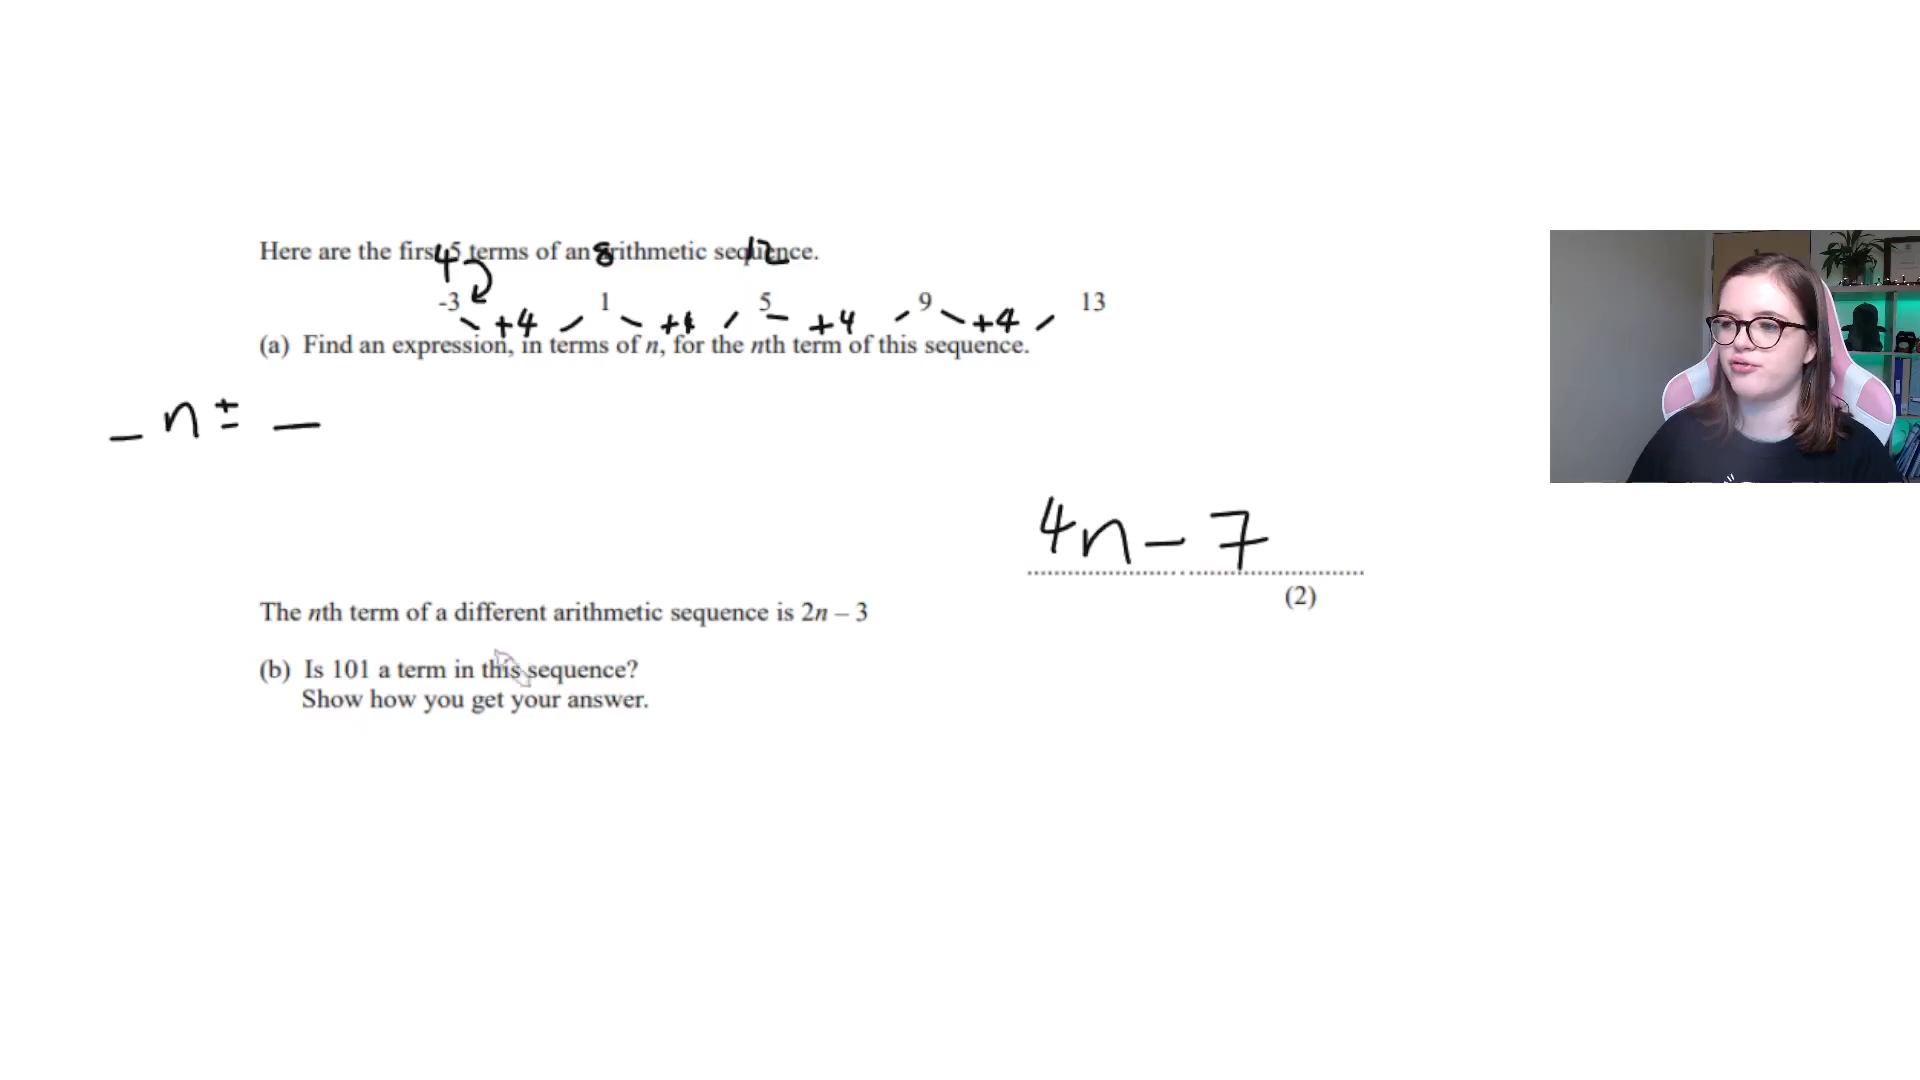 Here are the first 5 terms of an arithmetic sequence.
4 8 12
-3 1 5 9 13
+4 +4 +4 +4
(a) Find an expression, in terms of n, for the nth term of this sequence.
_ n ± _
4n - 7
(2)
The nth term of a different arithmetic sequence is 2n – 3
(b) Is 101 a term in this sequence?
Show how you get your answer.